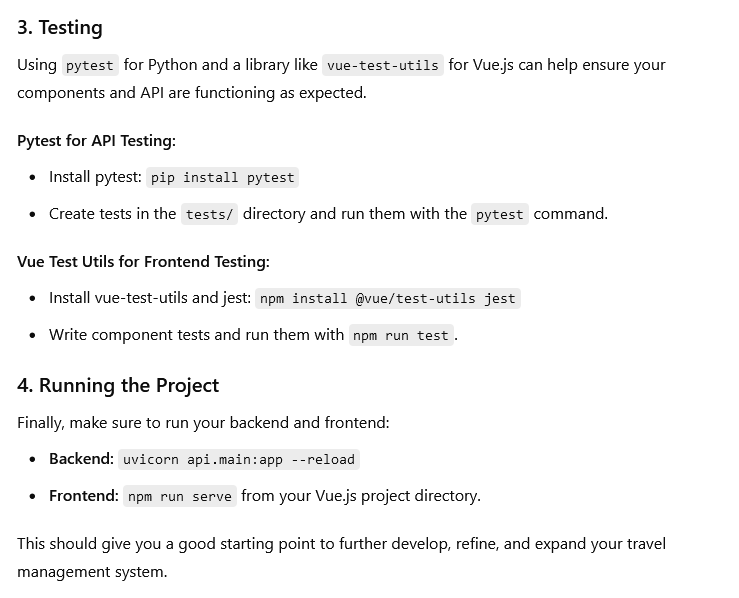 3. Testing
Using pytest for Python and a library like vue-test-utils for Vue.js can help ensure your
components and API are functioning as expected.
Pytest for API Testing:
• Install pytest: pip install pytest
• Create tests in the tests/ directory and run them with the pytest command.
Vue Test Utils for Frontend Testing:
• Install vue-test-utils and jest: npm install @vue/test-utils jest
• Write component tests and run them with npm run test.
4. Running the Project
Finally, make sure to run your backend and frontend:
• Backend: uvicorn api.main:app --reload
• Frontend: npm run serve from your Vue.js project directory.
This should give you a good starting point to further develop, refine, and expand your travel
management system.